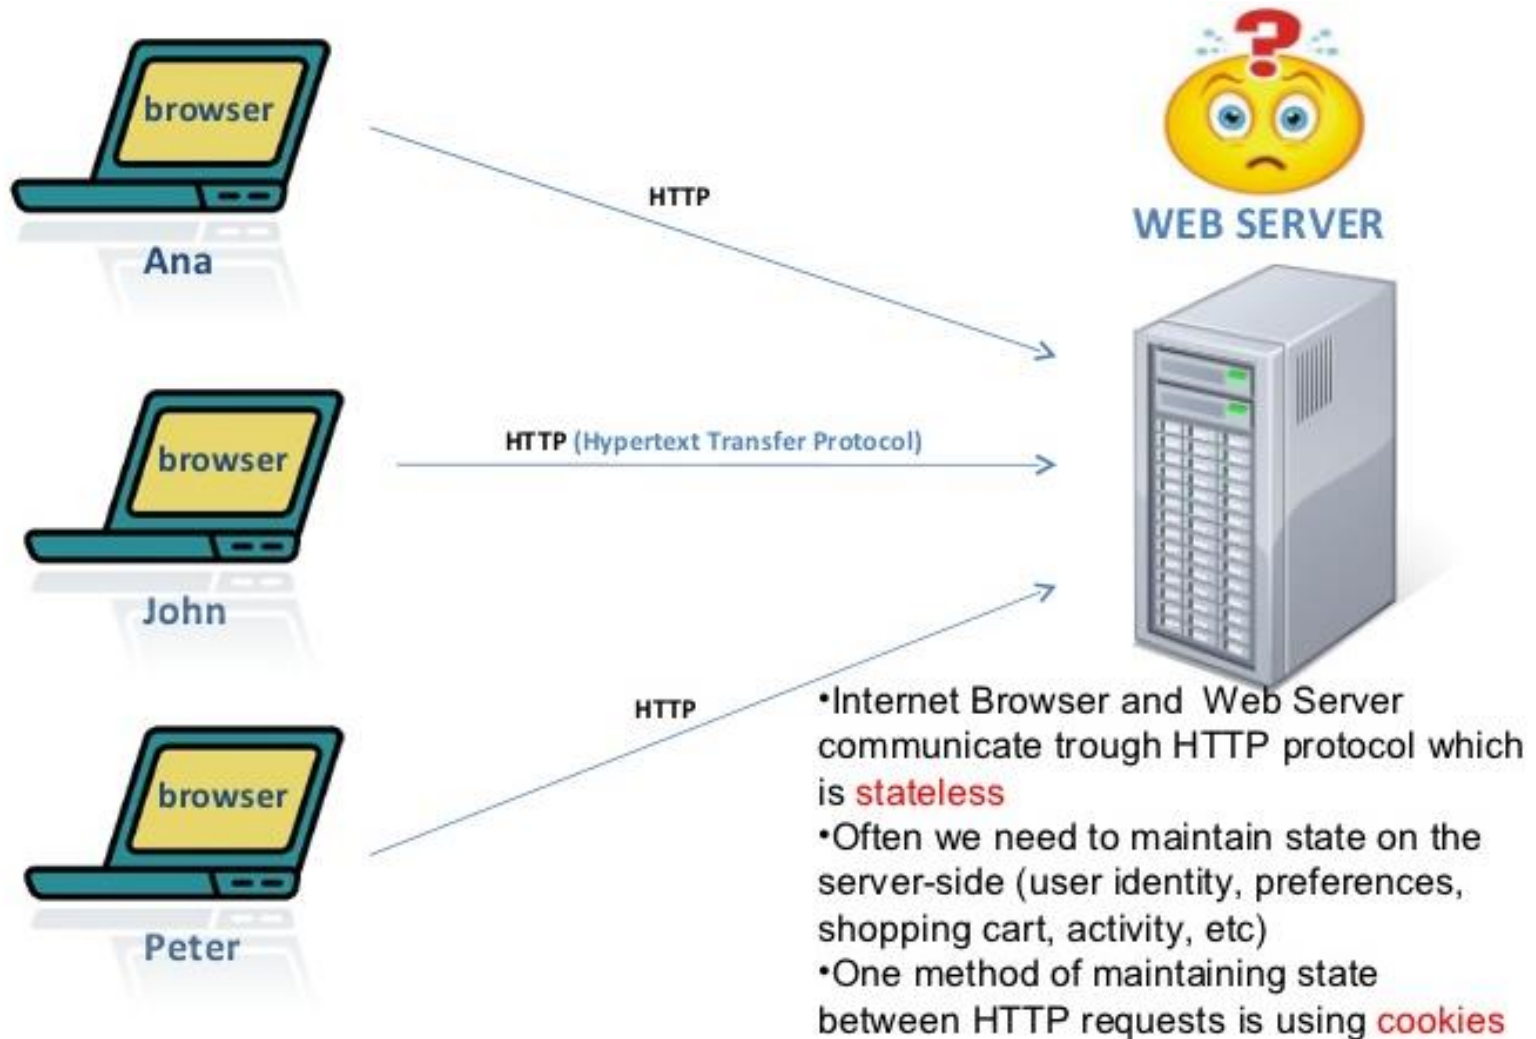 browser
Ana
HTTP
WEB SERVER
browser
John
HTTP (Hypertext Transfer Protocol)
browser
Peter
HTTP
•Internet Browser and Web Server
communicate trough HTTP protocol which
is stateless
•Often we need to maintain state on the
server-side (user identity, preferences,
shopping cart, activity, etc)
•One method of maintaining state
between HTTP requests is using cookies